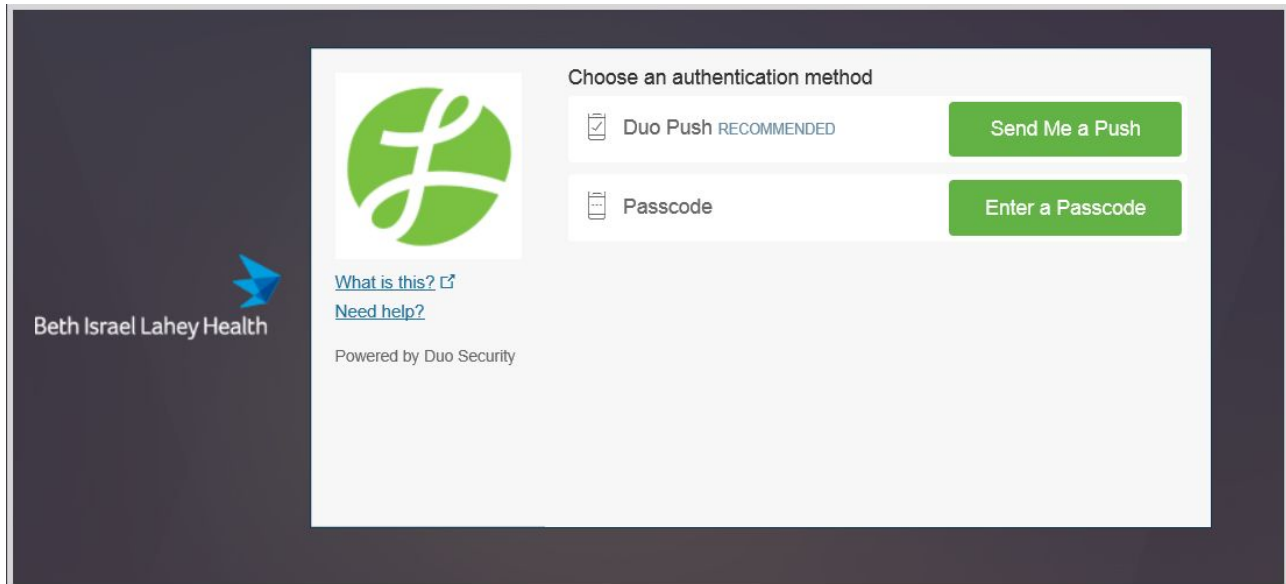 Choose an authentication method
Duo Push RECOMMENDED
Send Me a Push
Passcode
Enter a Passcode
What is this?
Need help?
Powered by Duo Security
Beth Israel Lahey Health